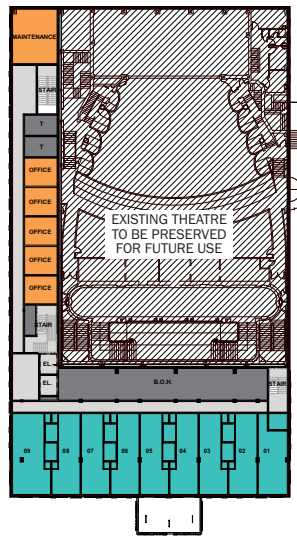 MAINTENANCE
STAIR
T
T
OFFICE
OFFICE
OFFICE
OFFICE
OFFICE
EXISTING THEATRE
TO BE PRESERVED
FOR FUTURE USE
STAIR
EL.
EL.
B.O.H.
STAIR
09 08 07 06 05 04 03 02 01